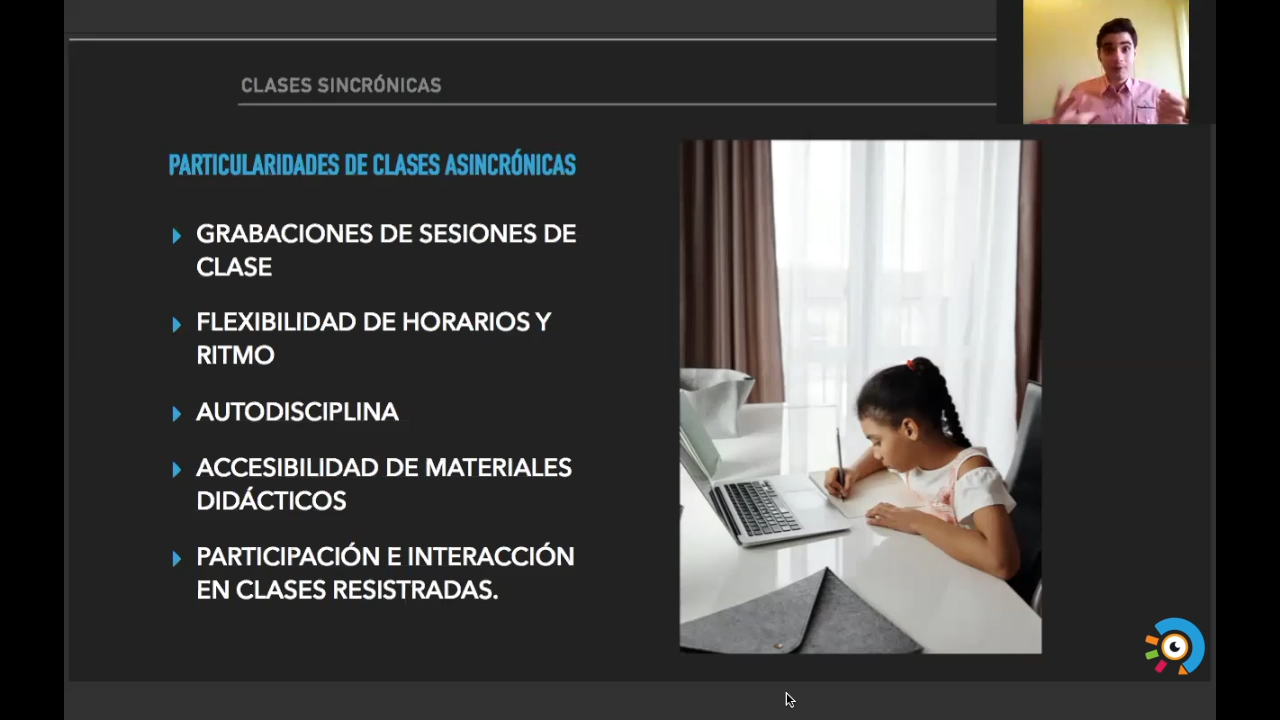 CLASES SINCRÓNICAS
PARTICULARIDADES DE CLASES ASINCRÓNICAS
GRABACIONES DE SESIONES DE
CLASE
FLEXIBILIDAD DE HORARIOS Y
RITMO
AUTODISCIPLINA
ACCESIBILIDAD DE MATERIALES
DIDÁCTICOS
PARTICIPACIÓN E INTERACCIÓN
EN CLASES RESISTRADAS.